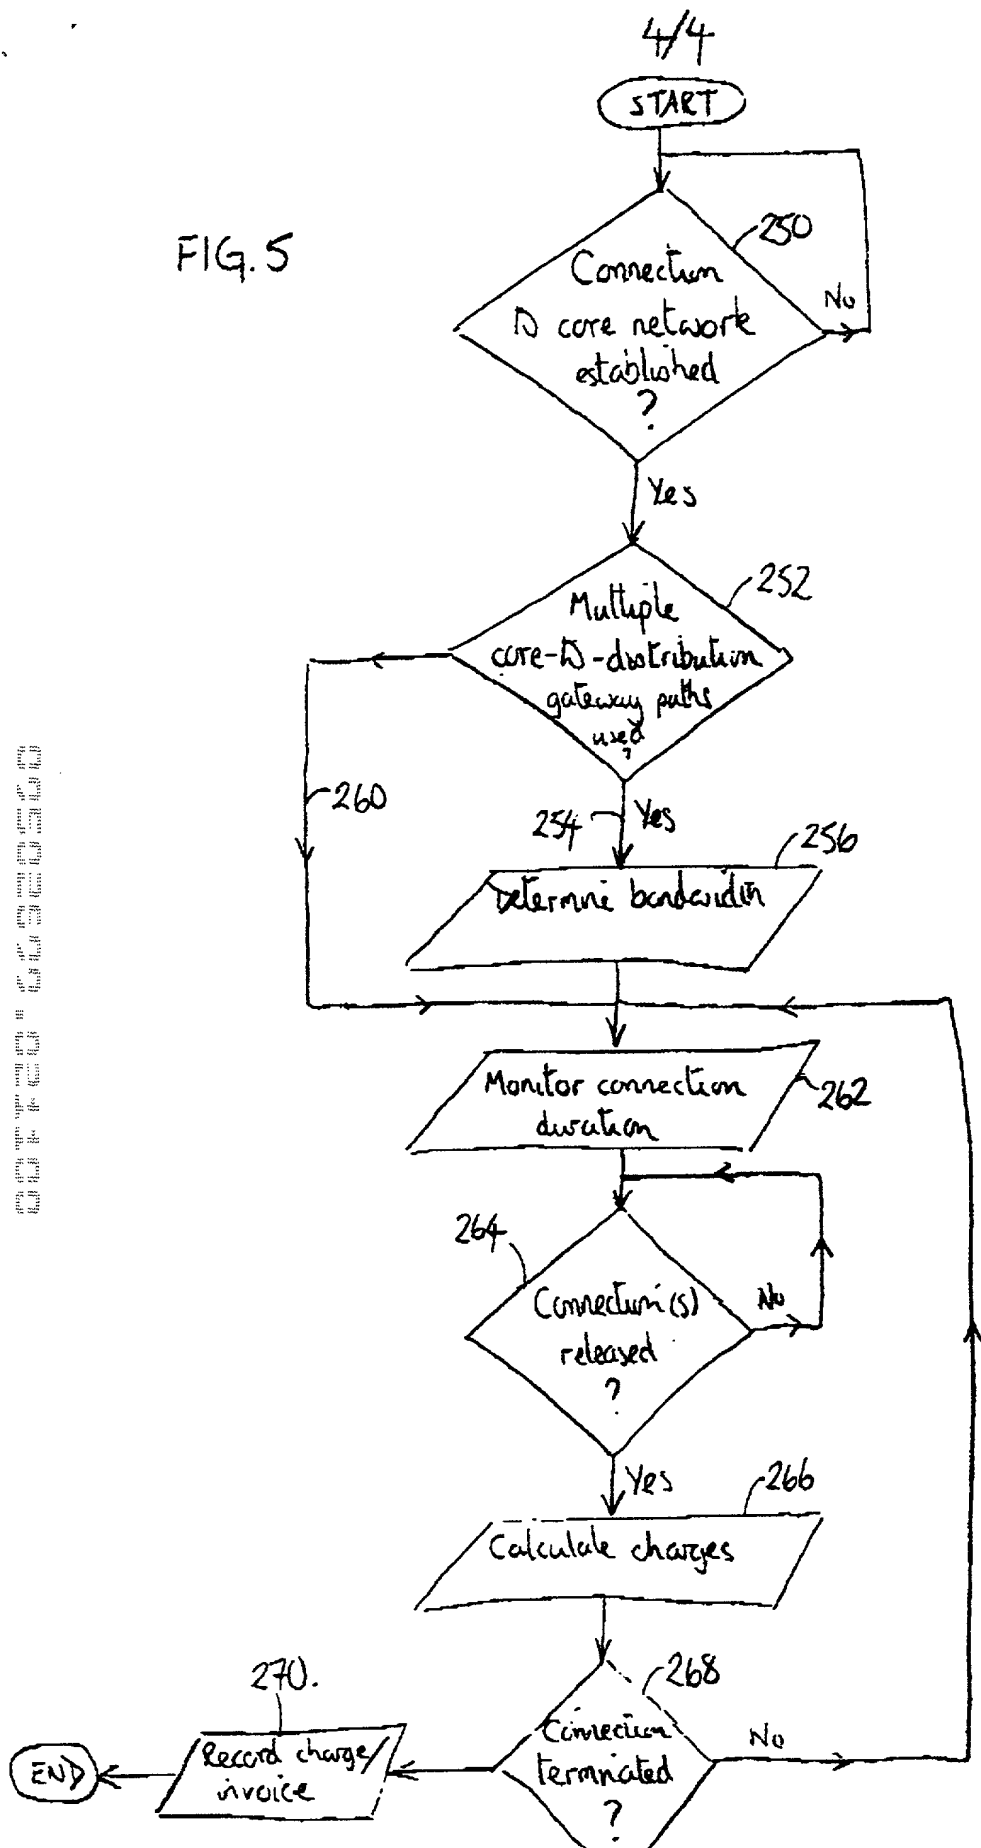 4/4
START
FIG. 5
250
Connection
to core network
established
?
No
Yes
252
Multiple
core-to-distribution
gateway paths
used
?
260
254
Yes
256
Determine bandwidth
Monitor connection
duration
262
264
Connection(s)
released
?
No
Yes
266
Calculate charges
268
270.
Connection
terminated
?
No
Record charge/
invoice
END